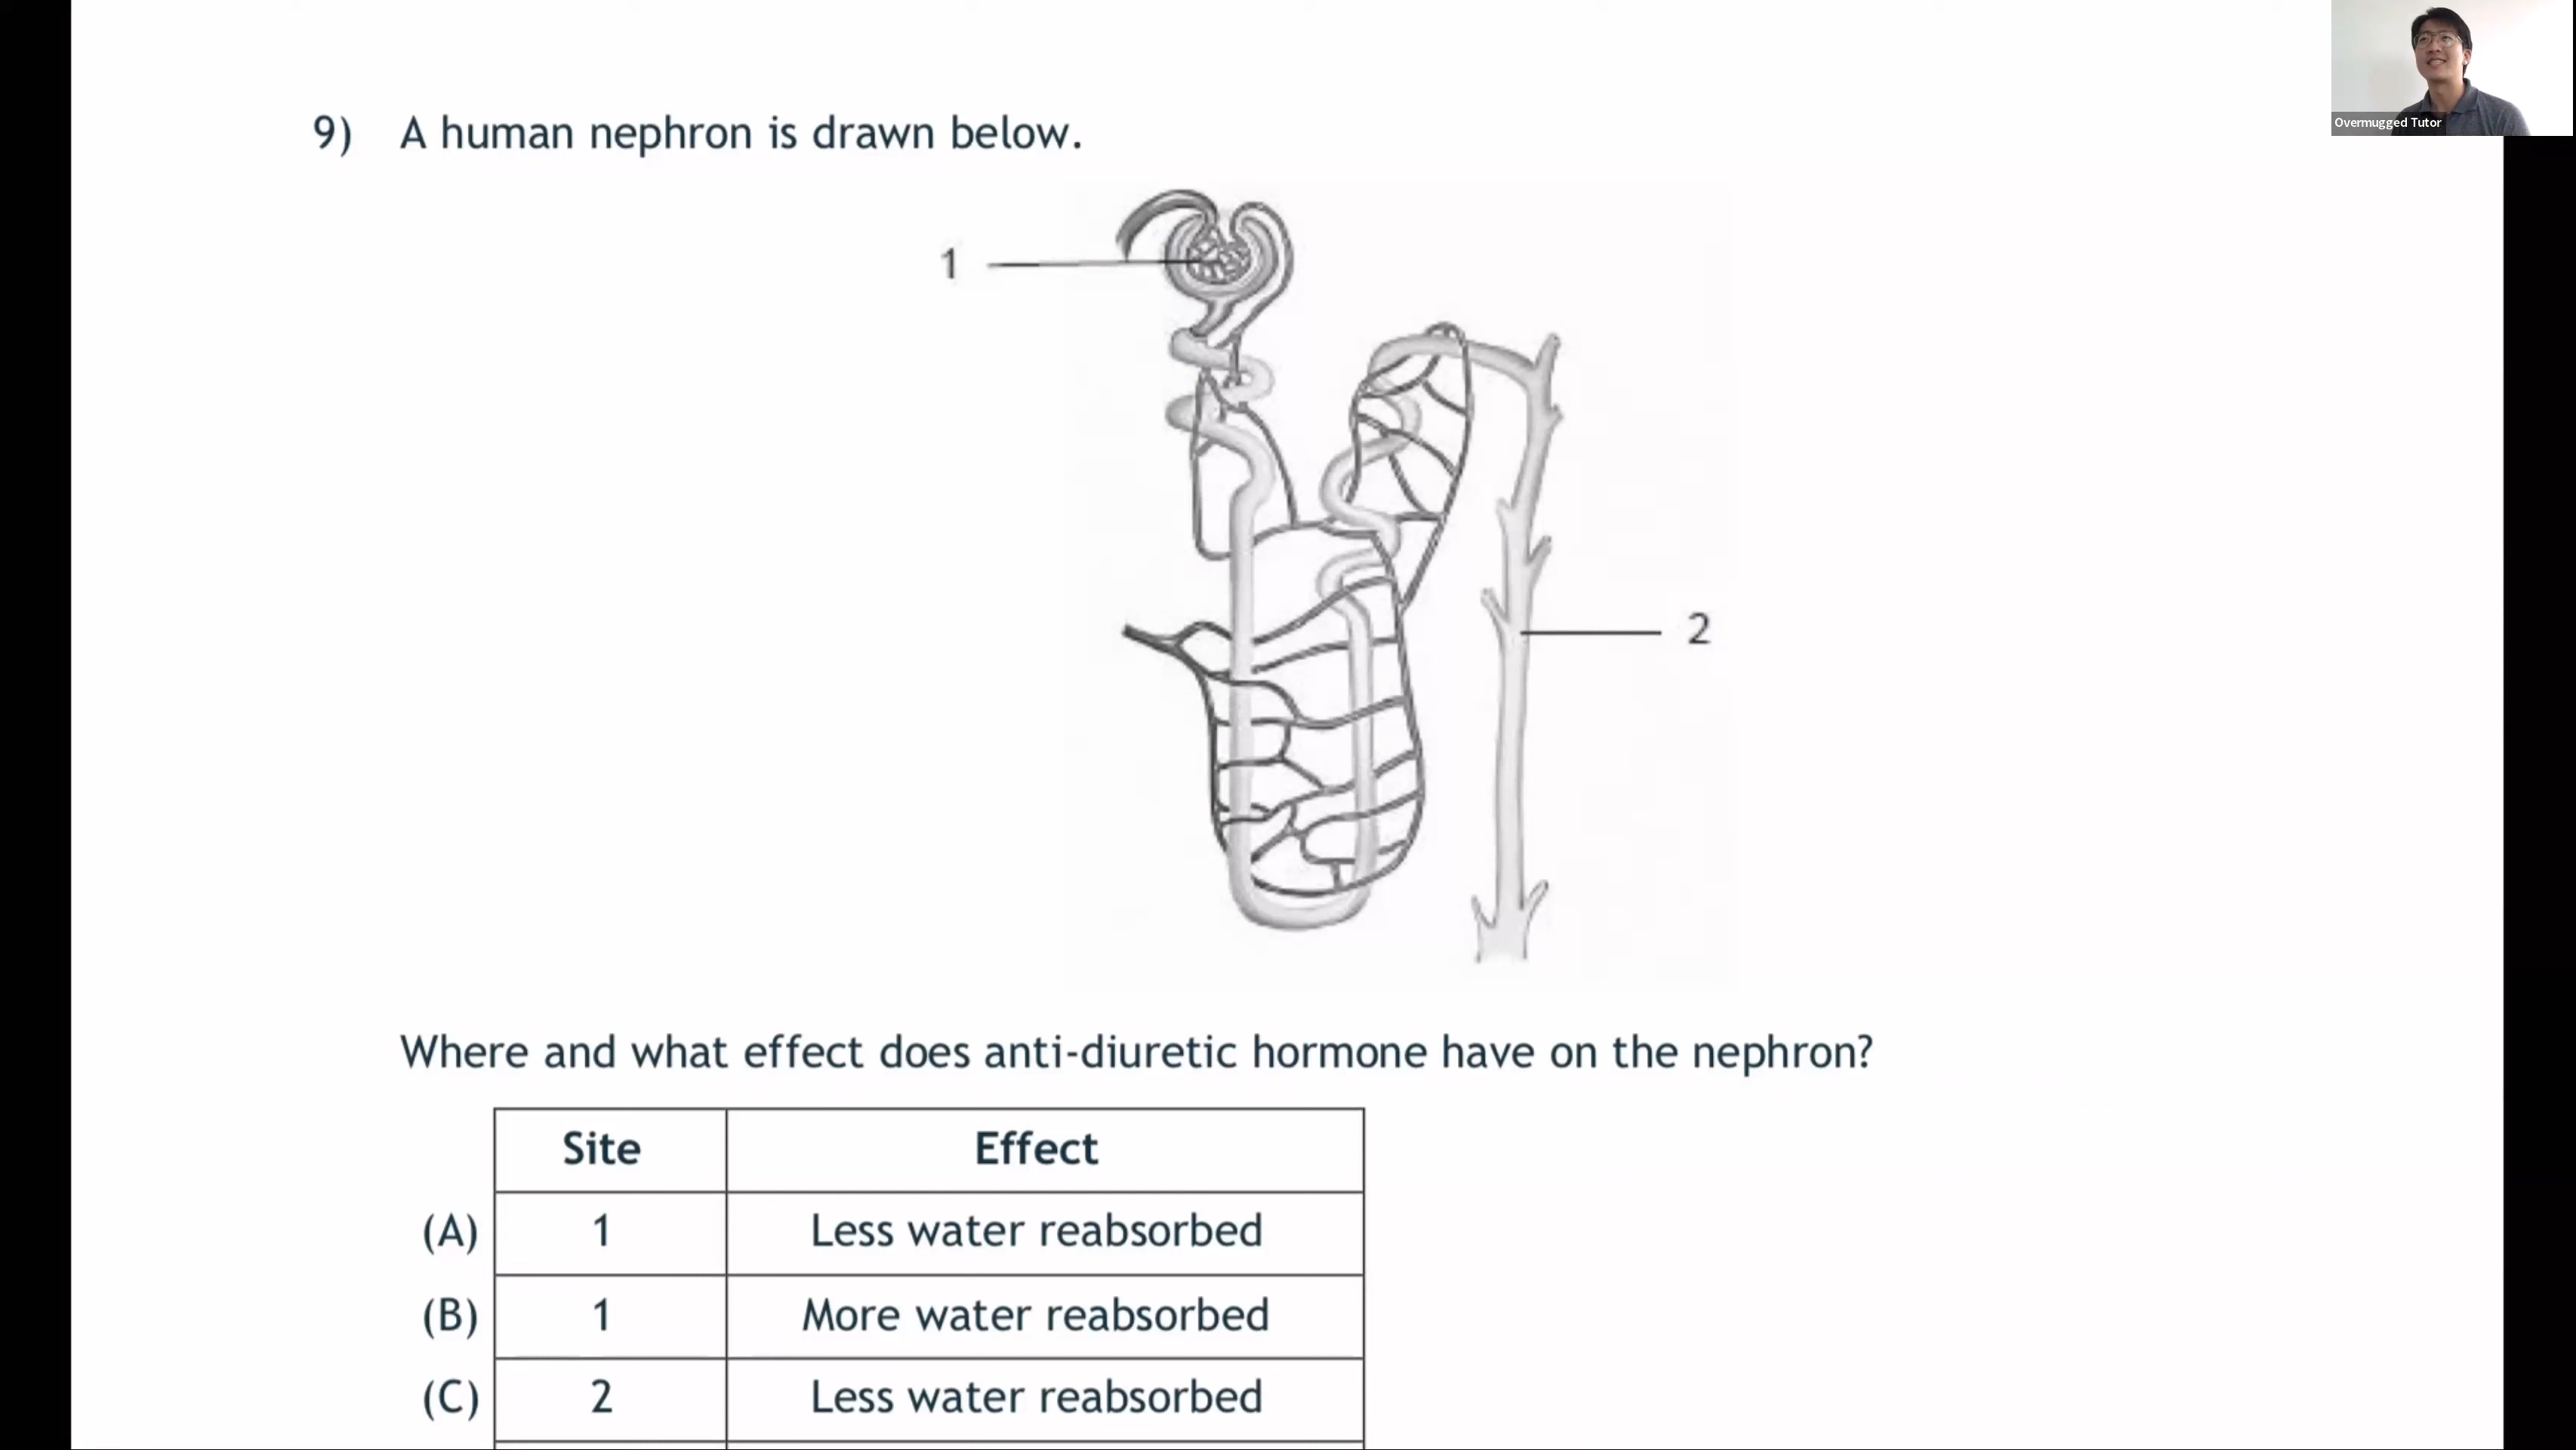 Overmugged Tutor
9) A human nephron is drawn below.
1
2
Where and what effect does anti-diuretic hormone have on the nephron?
Site Effect
(A) 1 Less water reabsorbed
(B) 1 More water reabsorbed
(C) 2 Less water reabsorbed